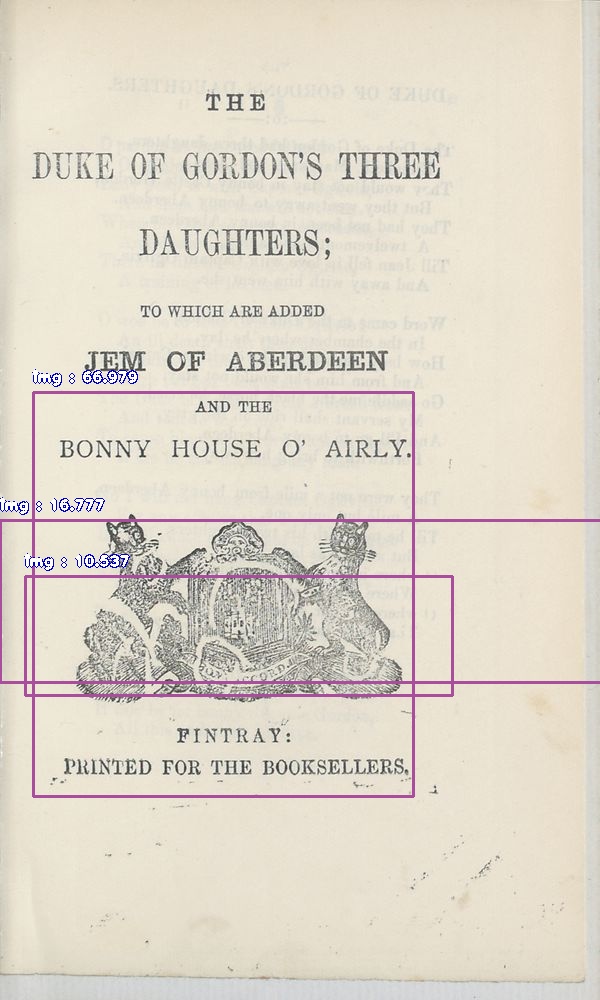 THE
DUKE OF GORDON'S THREE
DAUGHTERS;
TO WHICH ARE ADDED
JEM OF ABERDEEN
img : 66.979
AND THE
BONNY HOUSE O' AIRLY.
img : 16.777
img : 10.537
FINTRAY:
PRINTED FOR THE BOOKSELLERS.